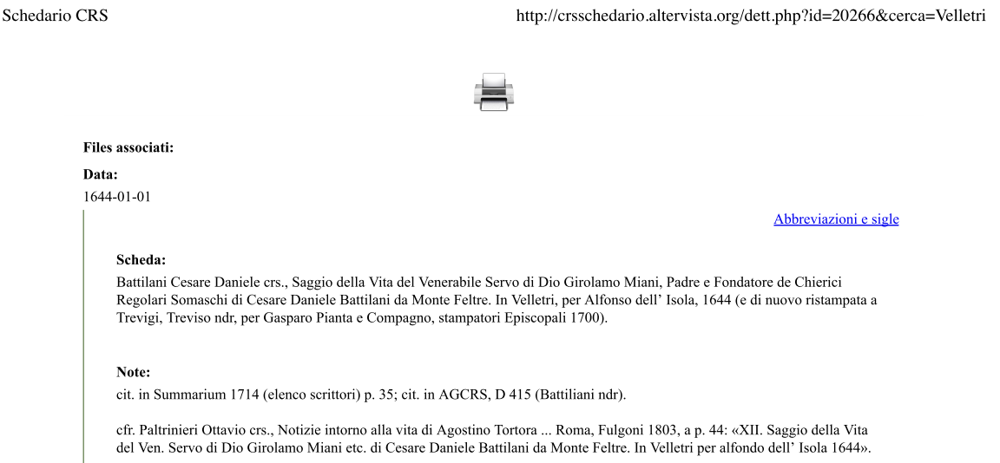 Schedario CRS http://crsschedario.altervista.org/dett.php?id=20266&cerca=Velletri
Files associati:
Data:
1644-01-01
Abbreviazioni e sigle
Scheda:
Battilani Cesare Daniele crs., Saggio della Vita del Venerabile Servo di Dio Girolamo Miani, Padre e Fondatore de Chierici
Regolari Somaschi di Cesare Daniele Battilani da Monte Feltre. In Velletri, per Alfonso dell’ Isola, 1644 (e di nuovo ristampata a
Trevigi, Treviso ndr, per Gasparo Pianta e Compagno, stampatori Episcopali 1700).
Note:
cit. in Summarium 1714 (elenco scrittori) p. 35; cit. in AGCRS, D 415 (Battiliani ndr).
cfr. Paltrinieri Ottavio crs., Notizie intorno alla vita di Agostino Tortora ... Roma, Fulgoni 1803, a p. 44: «XII. Saggio della Vita
del Ven. Servo di Dio Girolamo Miani etc. di Cesare Daniele Battilani da Monte Feltre. In Velletri per alfondo dell’ Isola 1644».